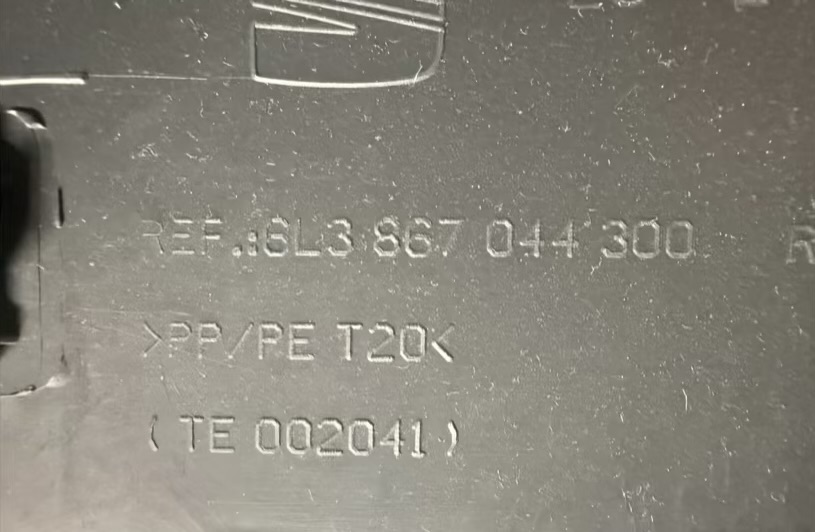 REF.:6L3 867 044 300 R
>PP/PE T20<
(TE 002041)